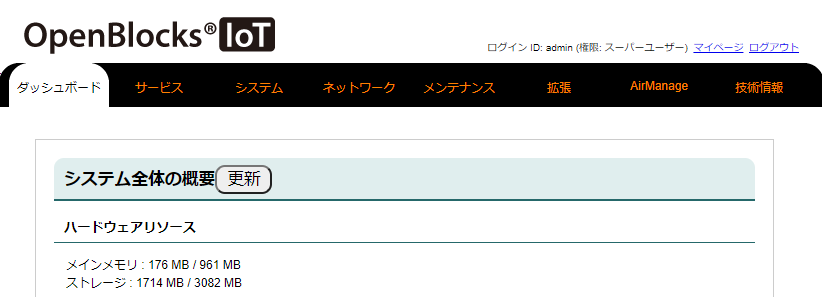 OpenBlocks® IoT
ログイン ID: admin (権限: スーパーユーザー) マイページ ログアウト
ダッシュボード サービス システム ネットワーク メンテナンス 拡張 AirManage 技術情報
システム全体の概要 更新
ハードウェアリソース
メインメモリ : 176 MB / 961 MB
ストレージ : 1714 MB / 3082 MB